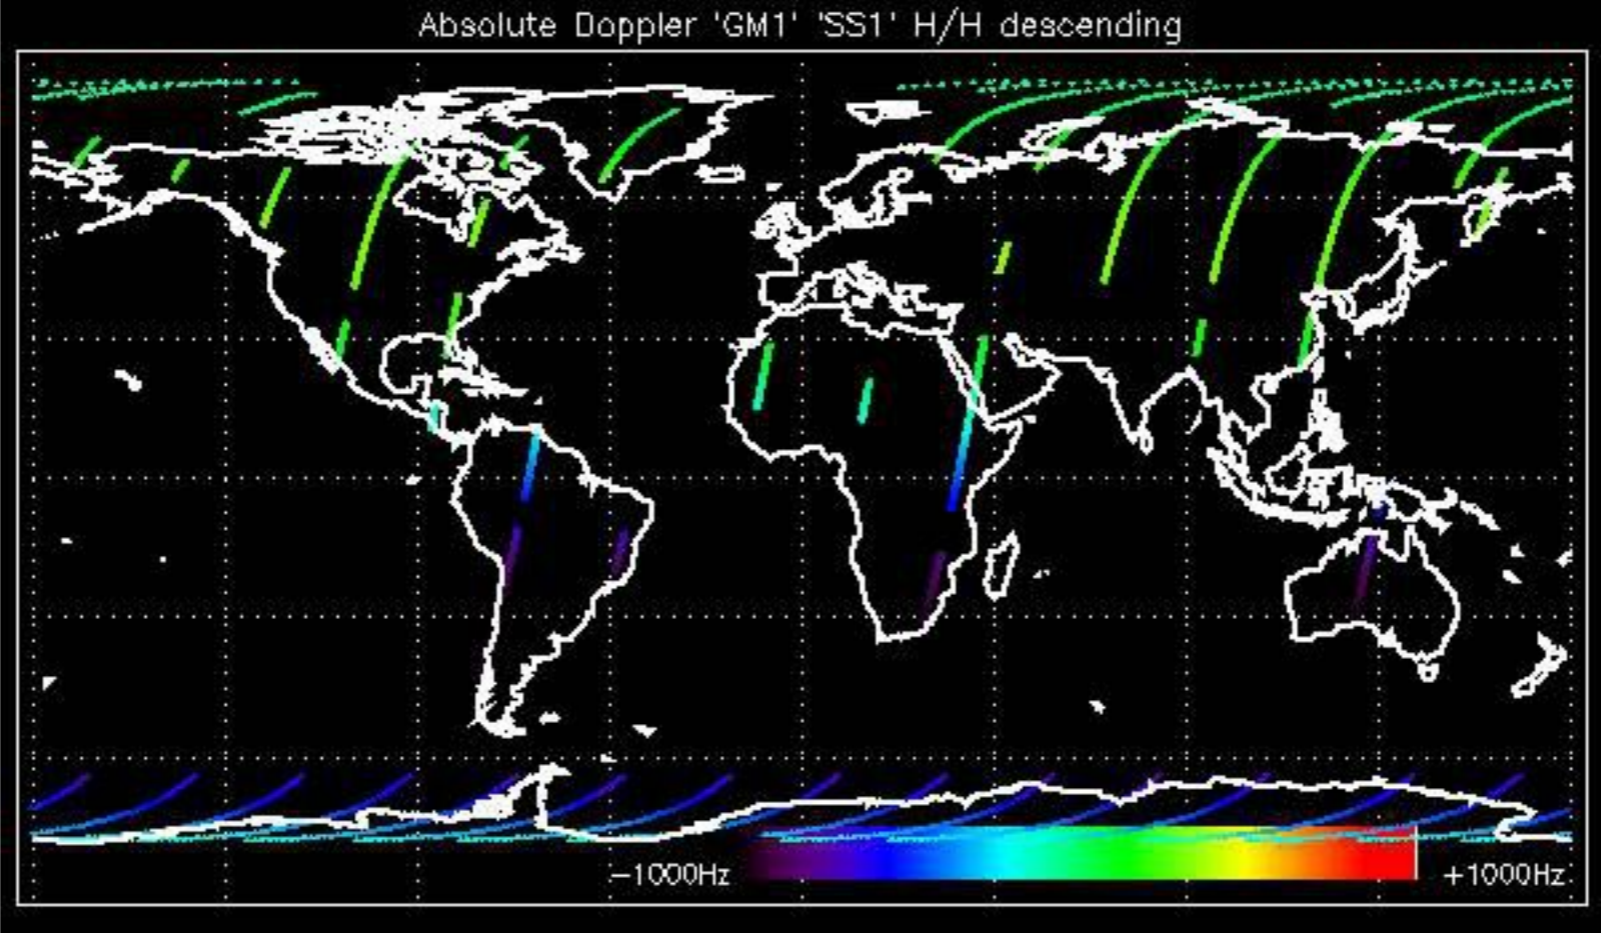 Absolute Doppler 'GM1' 'SS1' H/H descending
−1000Hz +1000Hz